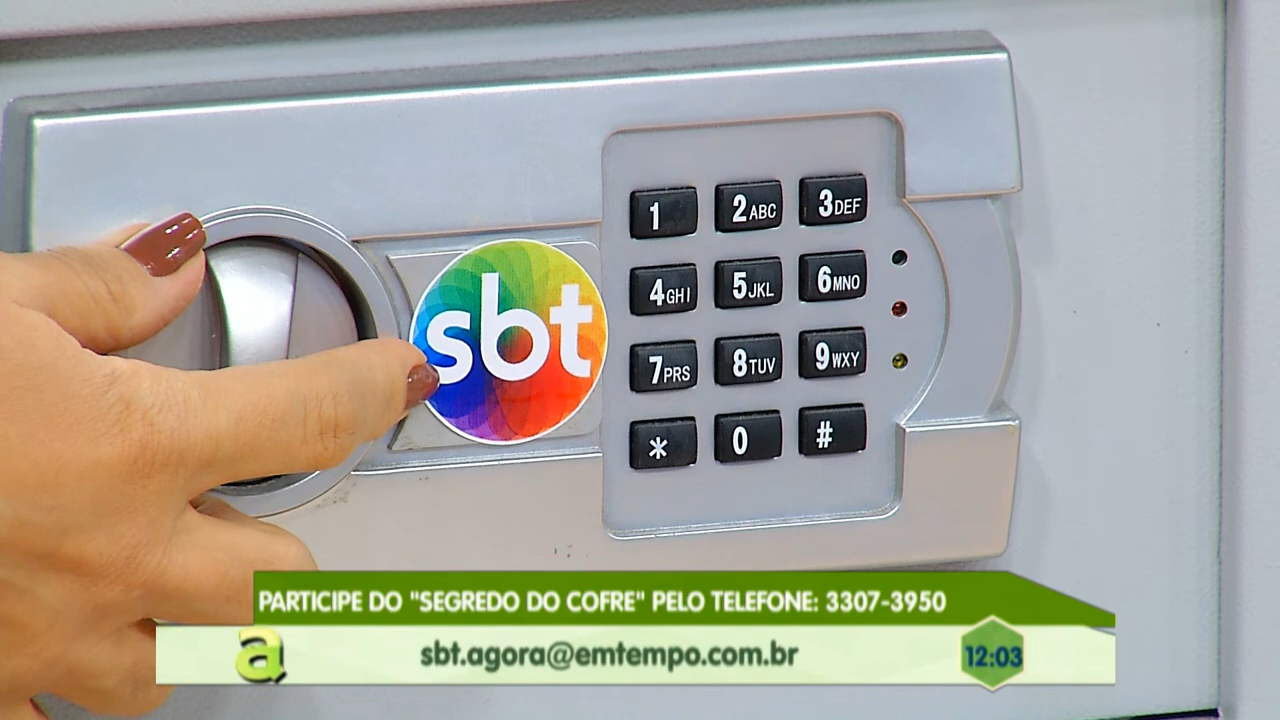 1 2ABC 3DEF
4GHI 5JKL 6MNO
sbt
7PRS 8TUV 9WXY
* 0 #
PARTICIPE DO "SEGREDO DO COFRE" PELO TELEFONE: 3307-3950
a sbt.agora@emtempo.com.br 12:03